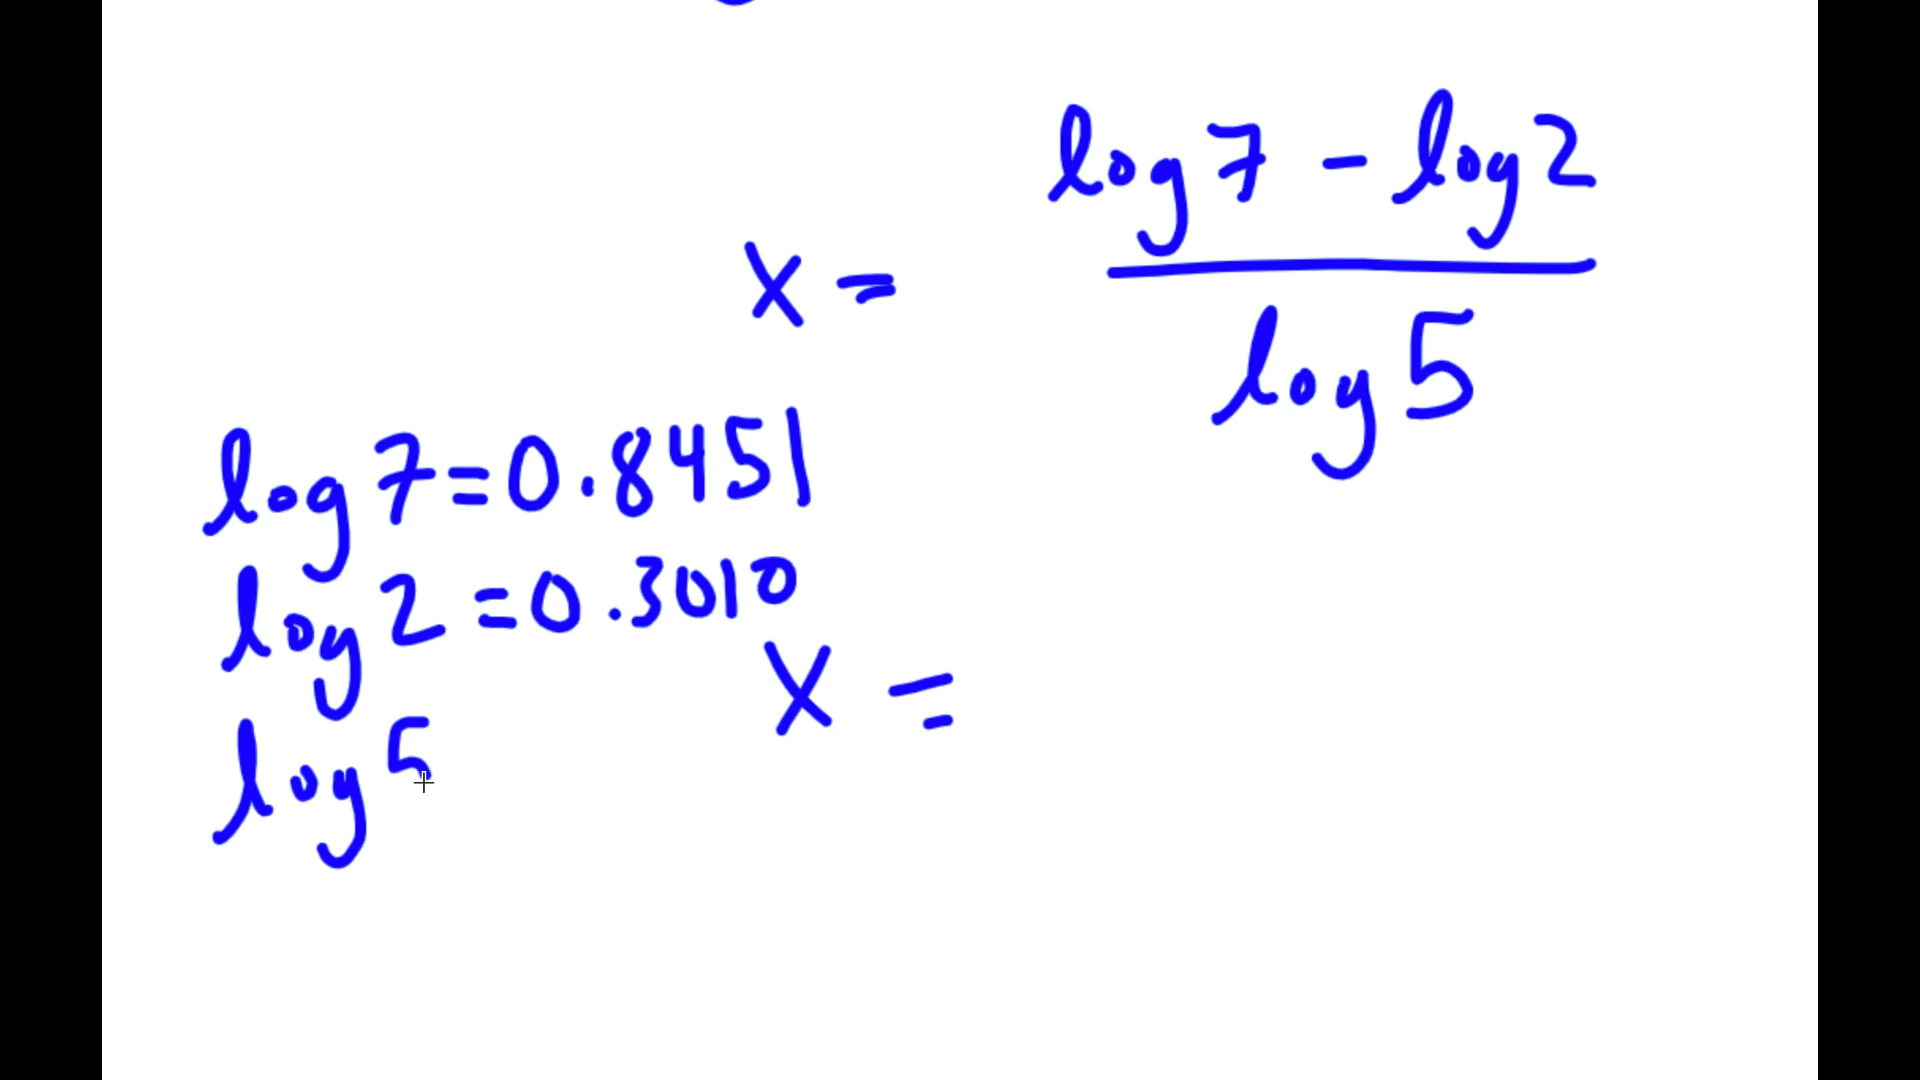 log 7 - log 2
x =
log 5
log 7 = 0.8451
log 2 = 0.3010
x =
log 5